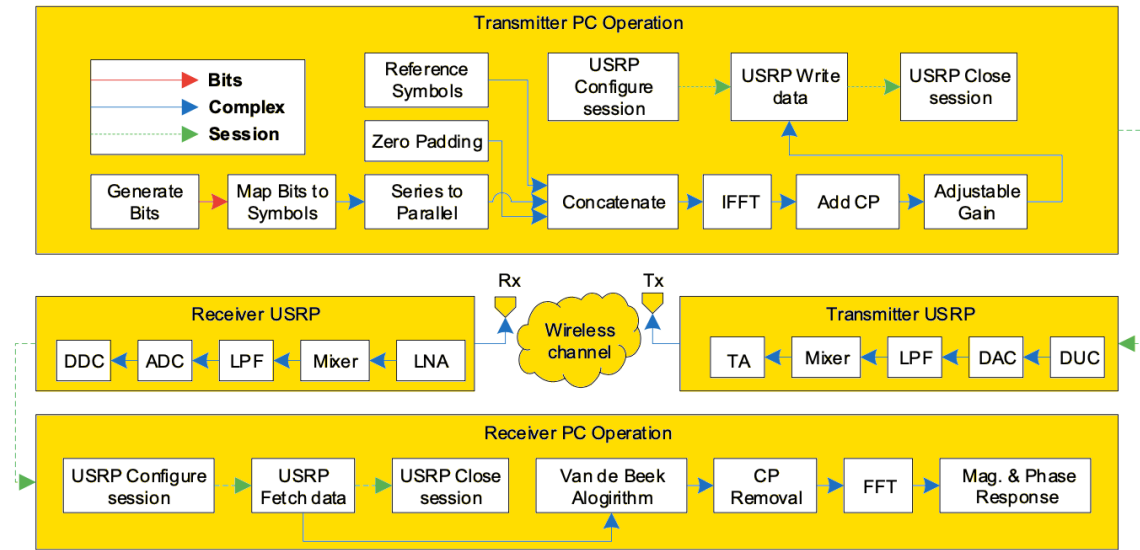 Transmitter PC Operation
Bits
Complex
Session
Reference
Symbols
Zero Padding
USRP
Configure
session
USRP Write
data
USRP Close
session
Generate
Bits
Map Bits to
Symbols
Series to
Parallel
Concatenate
IFFT
Add CP
Adjustable
Gain
Receiver USRP
DDC
ADC
LPF
Mixer
LNA
Rx
Wireless
channel
Tx
Transmitter USRP
TA
Mixer
LPF
DAC
DUC
Receiver PC Operation
USRP Configure
session
USRP
Fetch data
USRP Close
session
Van de Beek
Alogirithm
CP
Removal
FFT
Mag. & Phase
Response